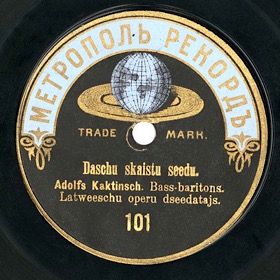 МЕТРОПОЛЬ РЕКОРДЪ
TRADE MARK.
Daschu skaistu seedu.
Adolfs Kaktinsch. Bass-baritons.
Latweeschu operu dseedatajs.
101